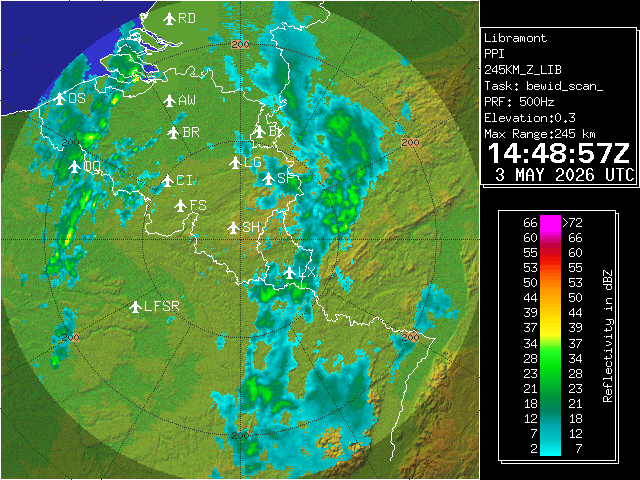 Libramont
PPI
245KM_Z_LIB
Task: bewid_scan_
PRF: 500Hz
Elevation:0.3
Max Range:245 km
14:48:57Z
3 MAY 2026 UTC
66 >72
60 66
55 60
53 55
50 53
44 50
39 44
37 39
34 37
28 34
23 28
21 23
18 21
12 18
7 12
2 7
Reflectivity in dBZ
RD
200
OS
AW
BR
BK
200
200
LG
CI
SP
FS
SH
LX
LFSR
200
200
200